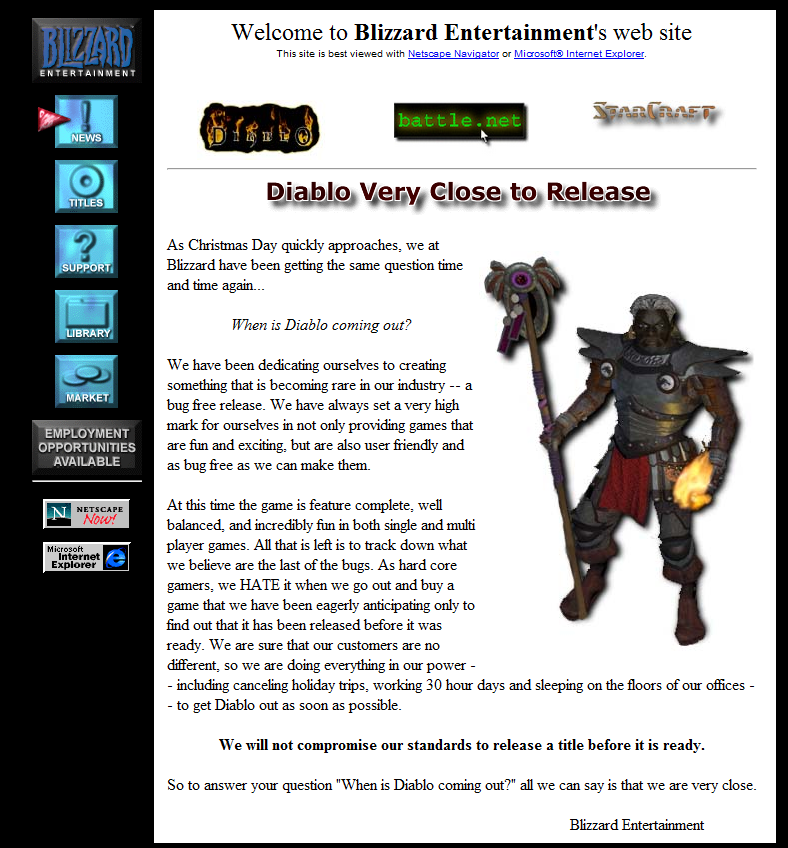 BLIZZARD
ENTERTAINMENT
NEWS
TITLES
SUPPORT
LIBRARY
MARKET
EMPLOYMENT
OPPORTUNITIES
AVAILABLE
N NETSCAPE
Now!
Microsoft
Internet
Explorer
Welcome to Blizzard Entertainment's web site
This site is best viewed with Netscape Navigator or Microsoft® Internet Explorer.
Diablo
battle.net
StarCraft
Diablo Very Close to Release
As Christmas Day quickly approaches, we at
Blizzard have been getting the same question time
and time again...
When is Diablo coming out?
We have been dedicating ourselves to creating
something that is becoming rare in our industry -- a
bug free release. We have always set a very high
mark for ourselves in not only providing games that
are fun and exciting, but are also user friendly and
as bug free as we can make them.
At this time the game is feature complete, well
balanced, and incredibly fun in both single and multi
player games. All that is left is to track down what
we believe are the last of the bugs. As hard core
gamers, we HATE it when we go out and buy a
game that we have been eagerly anticipating only to
find out that it has been released before it was
ready. We are sure that our customers are no
different, so we are doing everything in our power -
- including canceling holiday trips, working 30 hour days and sleeping on the floors of our offices -
- to get Diablo out as soon as possible.
We will not compromise our standards to release a title before it is ready.
So to answer your question "When is Diablo coming out?" all we can say is that we are very close.
Blizzard Entertainment